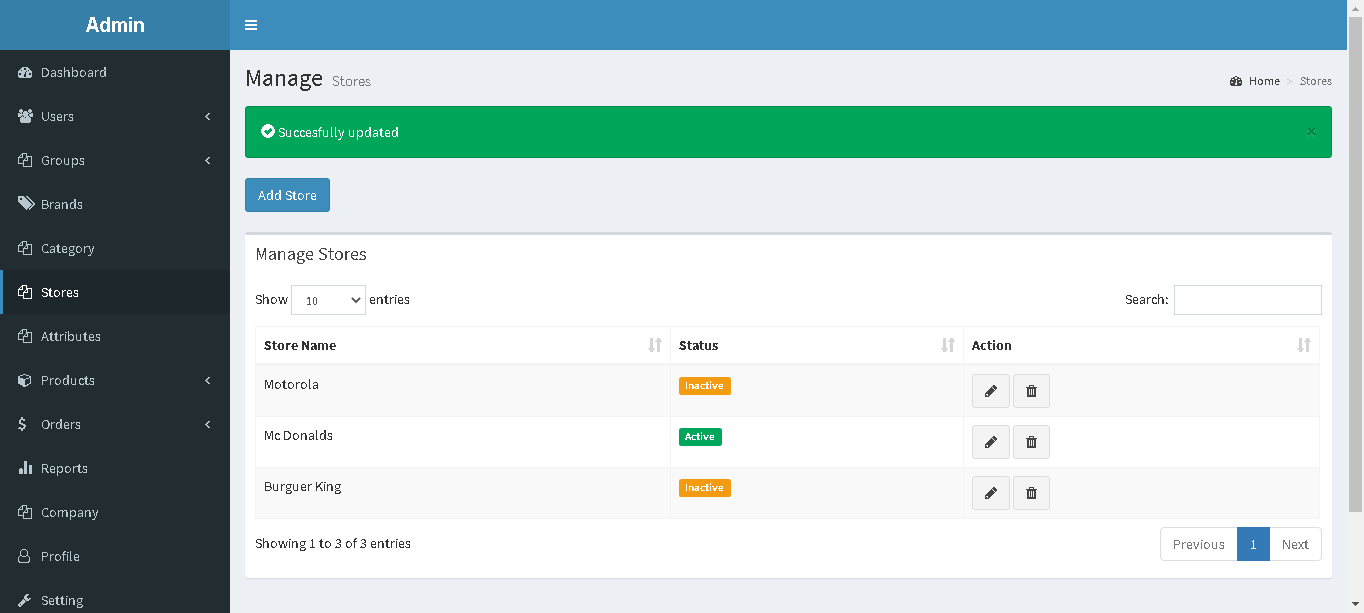 Admin
Dashboard
Users
Groups
Brands
Category
Stores
Attributes
Products
Orders
Reports
Company
Profile
Setting
Manage Stores
Home > Stores
Succesfully updated ×
Add Store
Manage Stores
Show 10 entries
Search:
Store Name Status Action
Motorola Inactive
Mc Donalds Active
Burguer King Inactive
Showing 1 to 3 of 3 entries
Previous 1 Next